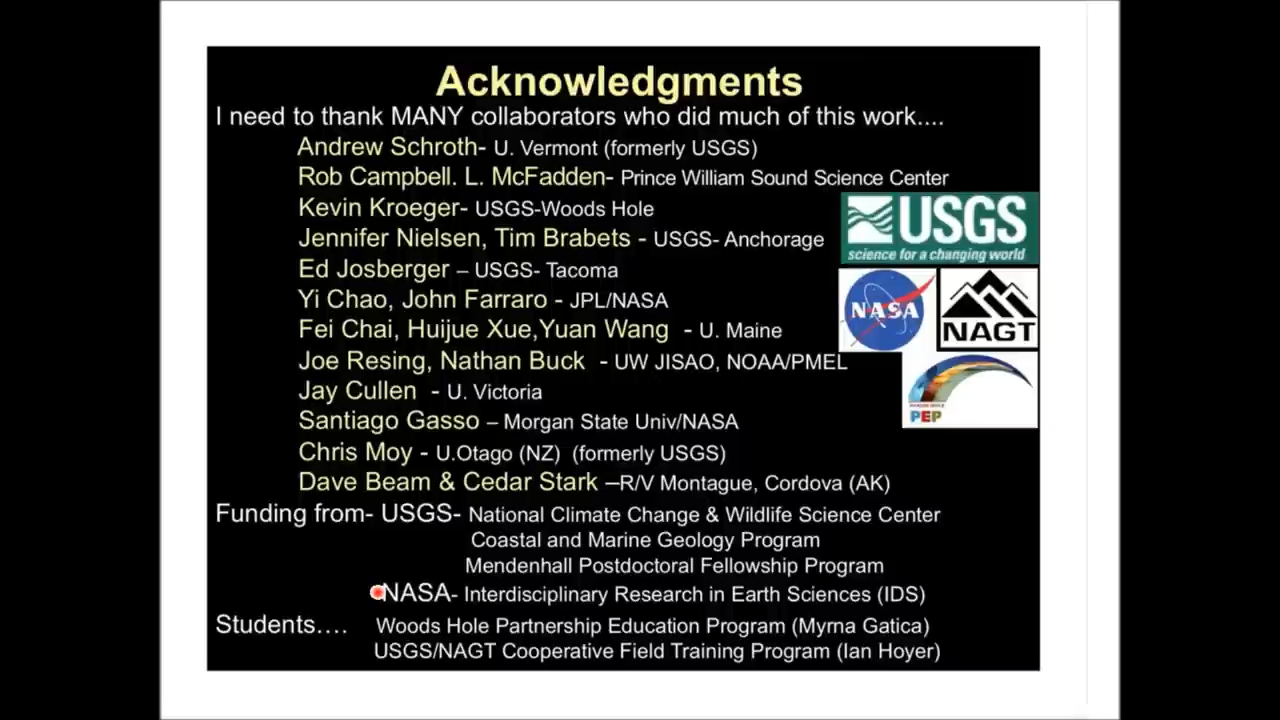 Acknowledgments
I need to thank MANY collaborators who did much of this work....
Andrew Schroth- U. Vermont (formerly USGS)
Rob Campbell. L. McFadden- Prince William Sound Science Center
Kevin Kroeger- USGS-Woods Hole
Jennifer Nielsen, Tim Brabets - USGS- Anchorage
Ed Josberger – USGS- Tacoma
Yi Chao, John Farraro - JPL/NASA
Fei Chai, Huijue Xue,Yuan Wang - U. Maine
Joe Resing, Nathan Buck - UW JISAO, NOAA/PMEL
Jay Cullen - U. Victoria
Santiago Gasso – Morgan State Univ/NASA
Chris Moy - U.Otago (NZ) (formerly USGS)
Dave Beam & Cedar Stark –R/V Montague, Cordova (AK)
Funding from- USGS- National Climate Change & Wildlife Science Center
Coastal and Marine Geology Program
Mendenhall Postdoctoral Fellowship Program
NASA- Interdisciplinary Research in Earth Sciences (IDS)
Students.... Woods Hole Partnership Education Program (Myrna Gatica)
USGS/NAGT Cooperative Field Training Program (Ian Hoyer)
USGS
science for a changing world
NASA
NAGT
PEP